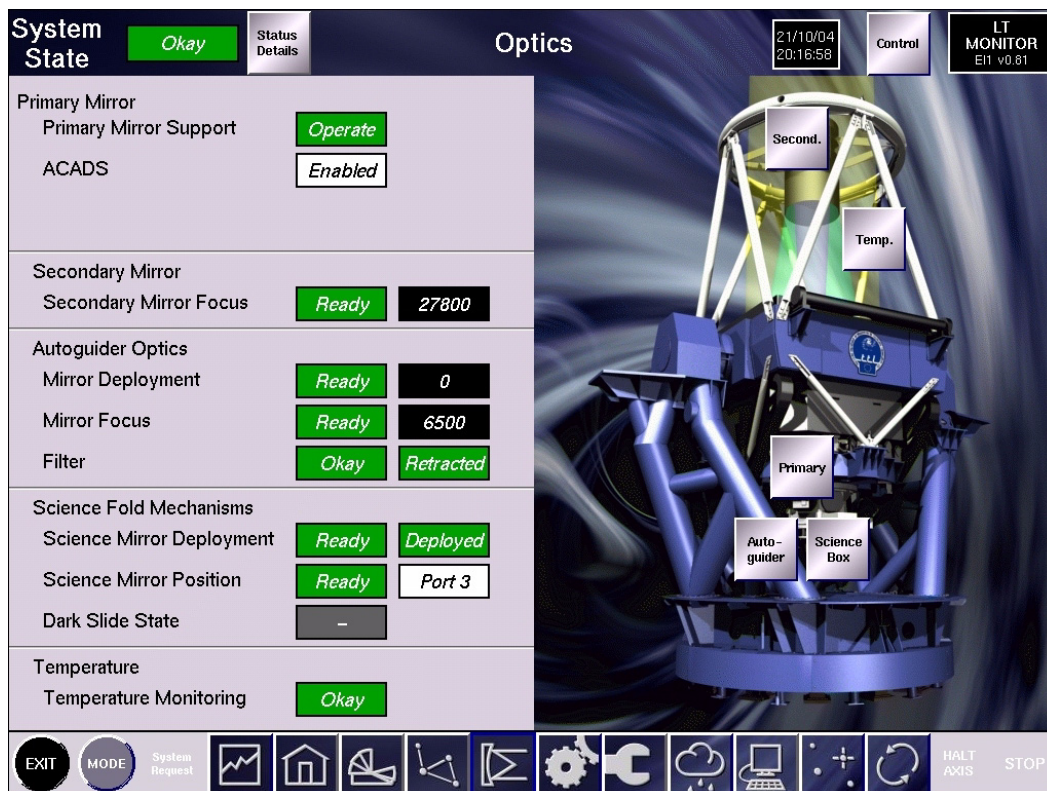 System
State
Okay
Status
Details
Optics
21/10/04
20:16:58
Control
LT
MONITOR
EI1 v0.81
Primary Mirror
Primary Mirror Support
Operate
ACADS
Enabled
Secondary Mirror
Secondary Mirror Focus
Ready
27800
Autoguider Optics
Mirror Deployment
Ready
0
Mirror Focus
Ready
6500
Filter
Okay
Retracted
Science Fold Mechanisms
Science Mirror Deployment
Ready
Deployed
Science Mirror Position
Ready
Port 3
Dark Slide State
–
Temperature
Temperature Monitoring
Okay
Second.
Temp.
Primary
Auto-
guider
Science
Box
EXIT
MODE
System
Request
HALT
AXIS
STOP